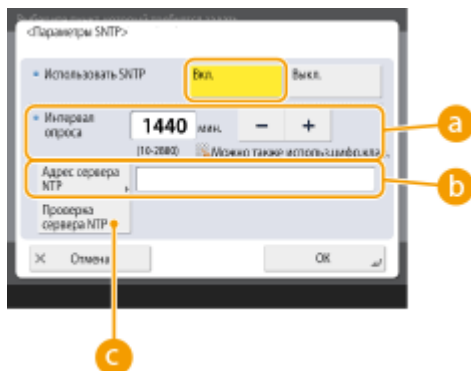 <Параметры SNTP>
Использовать SNTP
Вкл.
Выкл.
Интервал
опроса
1440 мин.
− +
(10-2880)
Можно также использ.цифр.кла
a
Адрес сервера
NTP
b
Проверка
сервера NTP
× Отмена
OK
c